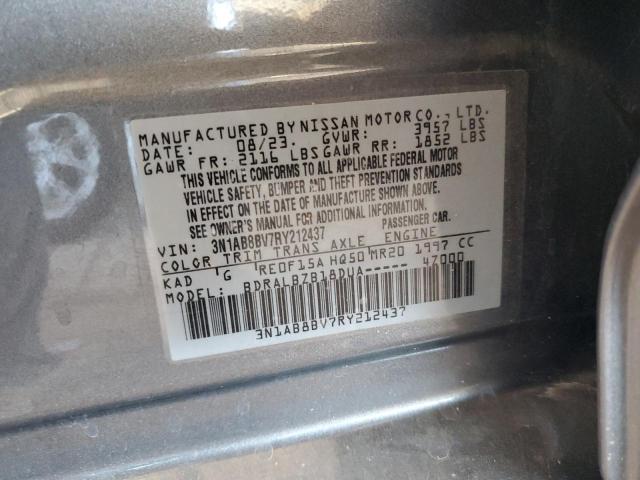 MANUFACTURED BY NISSAN MOTOR CO., LTD.
DATE: 08/23. GVWR: 3957 LBS
GAWR FR: 2116 LBS GAWR RR: 1852 LBS
THIS VEHICLE CONFORMS TO ALL APPLICABLE FEDERAL MOTOR
VEHICLE SAFETY, BUMPER AND THEFT PREVENTION STANDARDS
IN EFFECT ON THE DATE OF MANUFACTURE SHOWN ABOVE.
SEE OWNER'S MANUAL FOR ADDITIONAL INFORMATION.
VIN: 3N1AB8BV7RY212437 PASSENGER CAR.
COLOR TRIM TRANS AXLE ENGINE
KAD G RE0F15A HQ50 MR20 1997 CC
MODEL: BDRALBZB18DUA----- 47000
3N1AB8BV7RY212437